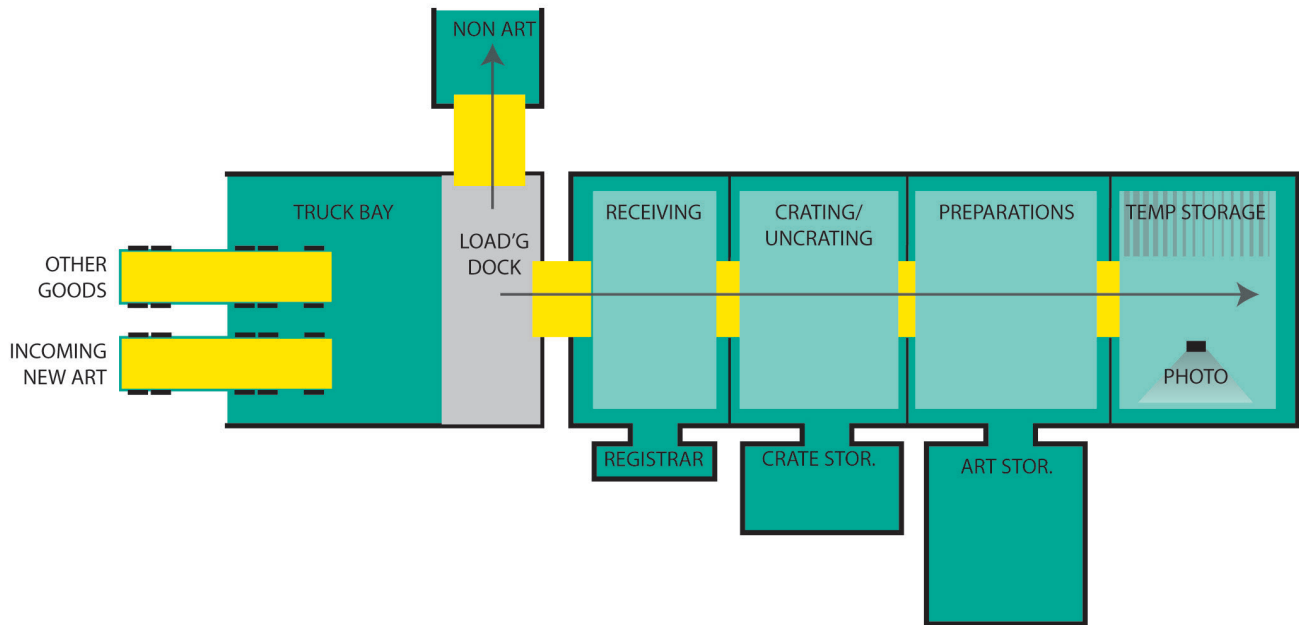 NON ART
TRUCK BAY
LOAD'G
DOCK
OTHER
GOODS
INCOMING
NEW ART
RECEIVING
CRATING/
UNCRATING
PREPARATIONS
TEMP STORAGE
PHOTO
REGISTRAR
CRATE STOR.
ART STOR.